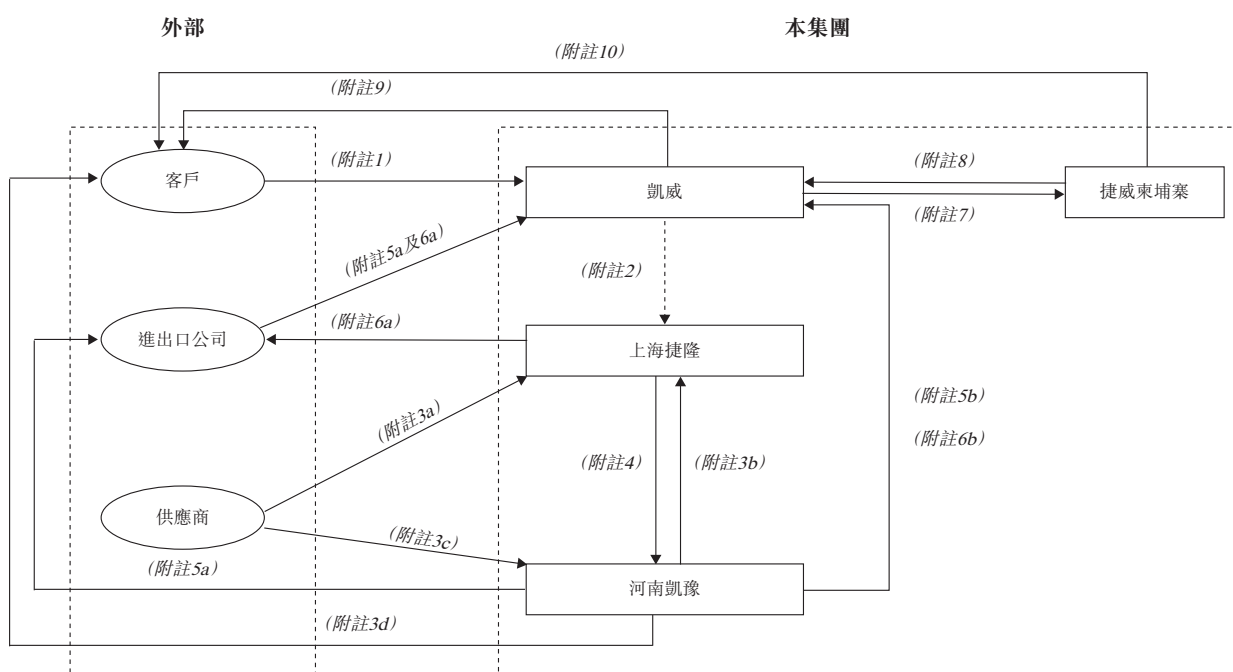 外部
本集團
(附註10)
(附註9)
客戶
(附註1)
凱威
(附註8)
捷威柬埔寨
(附註7)
(附註5a及6a)
(附註2)
進出口公司
(附註6a)
上海捷隆
(附註5b)
(附註3a)
(附註6b)
(附註4)
(附註3b)
供應商
(附註3c)
(附註5a)
河南凱豫
(附註3d)